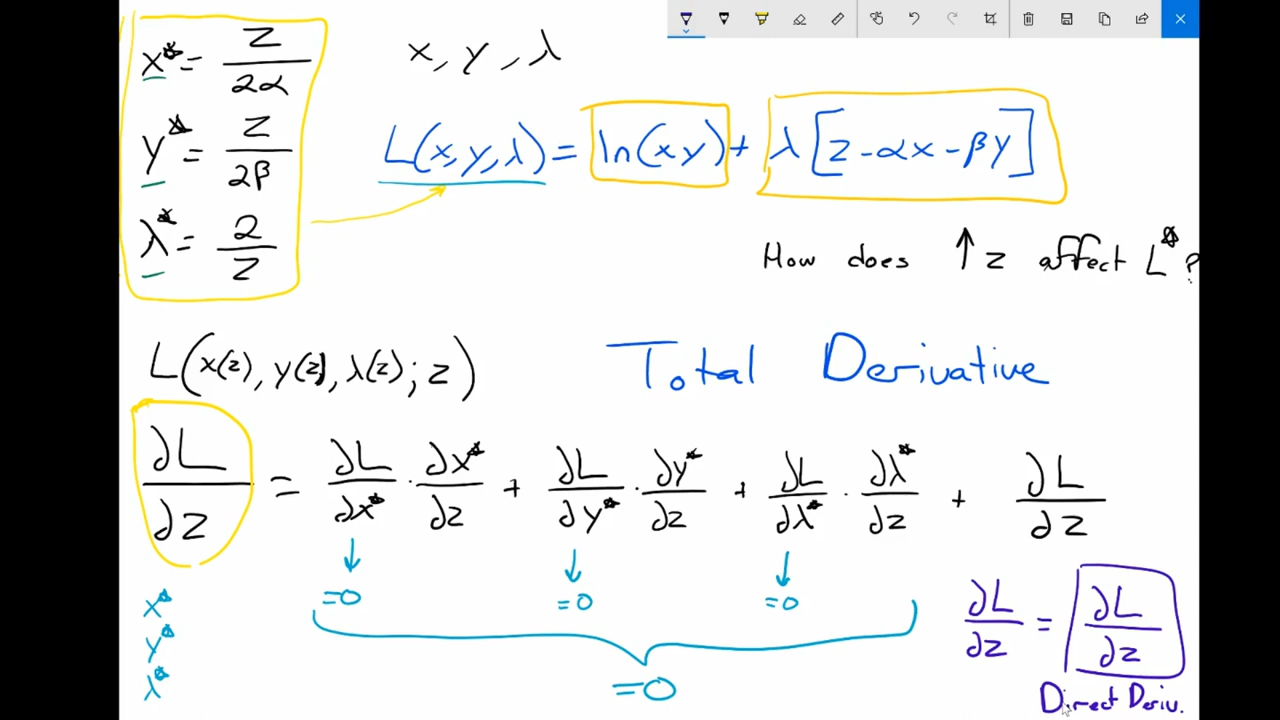 x* = z/2α
x, y, λ
y* = z/2β
L(x,y,λ) = ln(xy) + λ[z - αx - βy]
λ* = 2/z
How does ↑ z affect L*?
L(x(z), y(z), λ(z); z)
Total Derivative
∂L/∂z = ∂L/∂x* · ∂x*/∂z + ∂L/∂y* · ∂y*/∂z + ∂L/∂λ* · ∂λ*/∂z + ∂L/∂z
↓ ↓ ↓
=0 =0 =0
x*
y*
λ*
=0
∂L/∂z = ∂L/∂z
Direct Deriv.